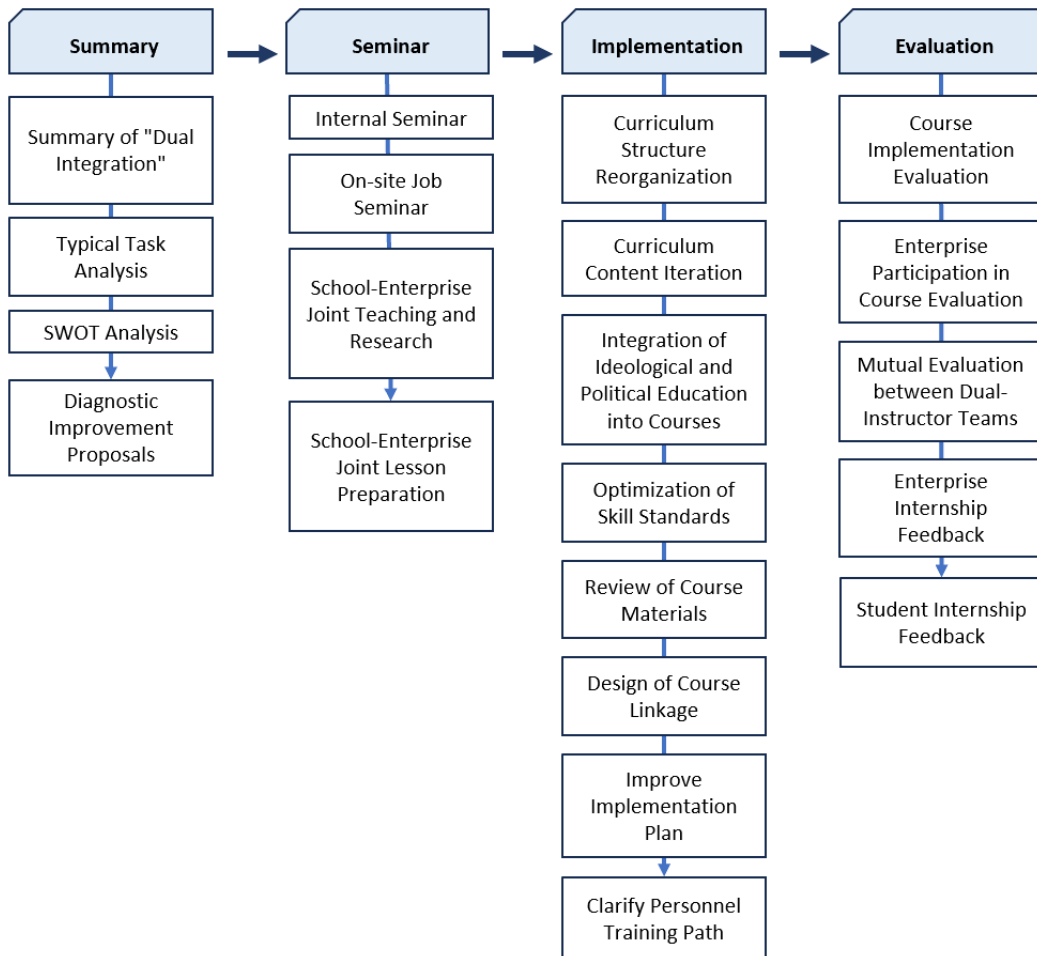 Summary
Seminar
Implementation
Evaluation
Summary of "Dual
Integration"
Typical Task
Analysis
SWOT Analysis
Diagnostic
Improvement
Proposals
Internal Seminar
On-site Job
Seminar
School-Enterprise
Joint Teaching and
Research
School-Enterprise
Joint Lesson
Preparation
Curriculum
Structure
Reorganization
Curriculum
Content Iteration
Integration of
Ideological and
Political Education
into Courses
Optimization of
Skill Standards
Review of Course
Materials
Design of Course
Linkage
Improve
Implementation
Plan
Clarify Personnel
Training Path
Course
Implementation
Evaluation
Enterprise
Participation in
Course Evaluation
Mutual Evaluation
between Dual-
Instructor Teams
Enterprise
Internship
Feedback
Student Internship
Feedback